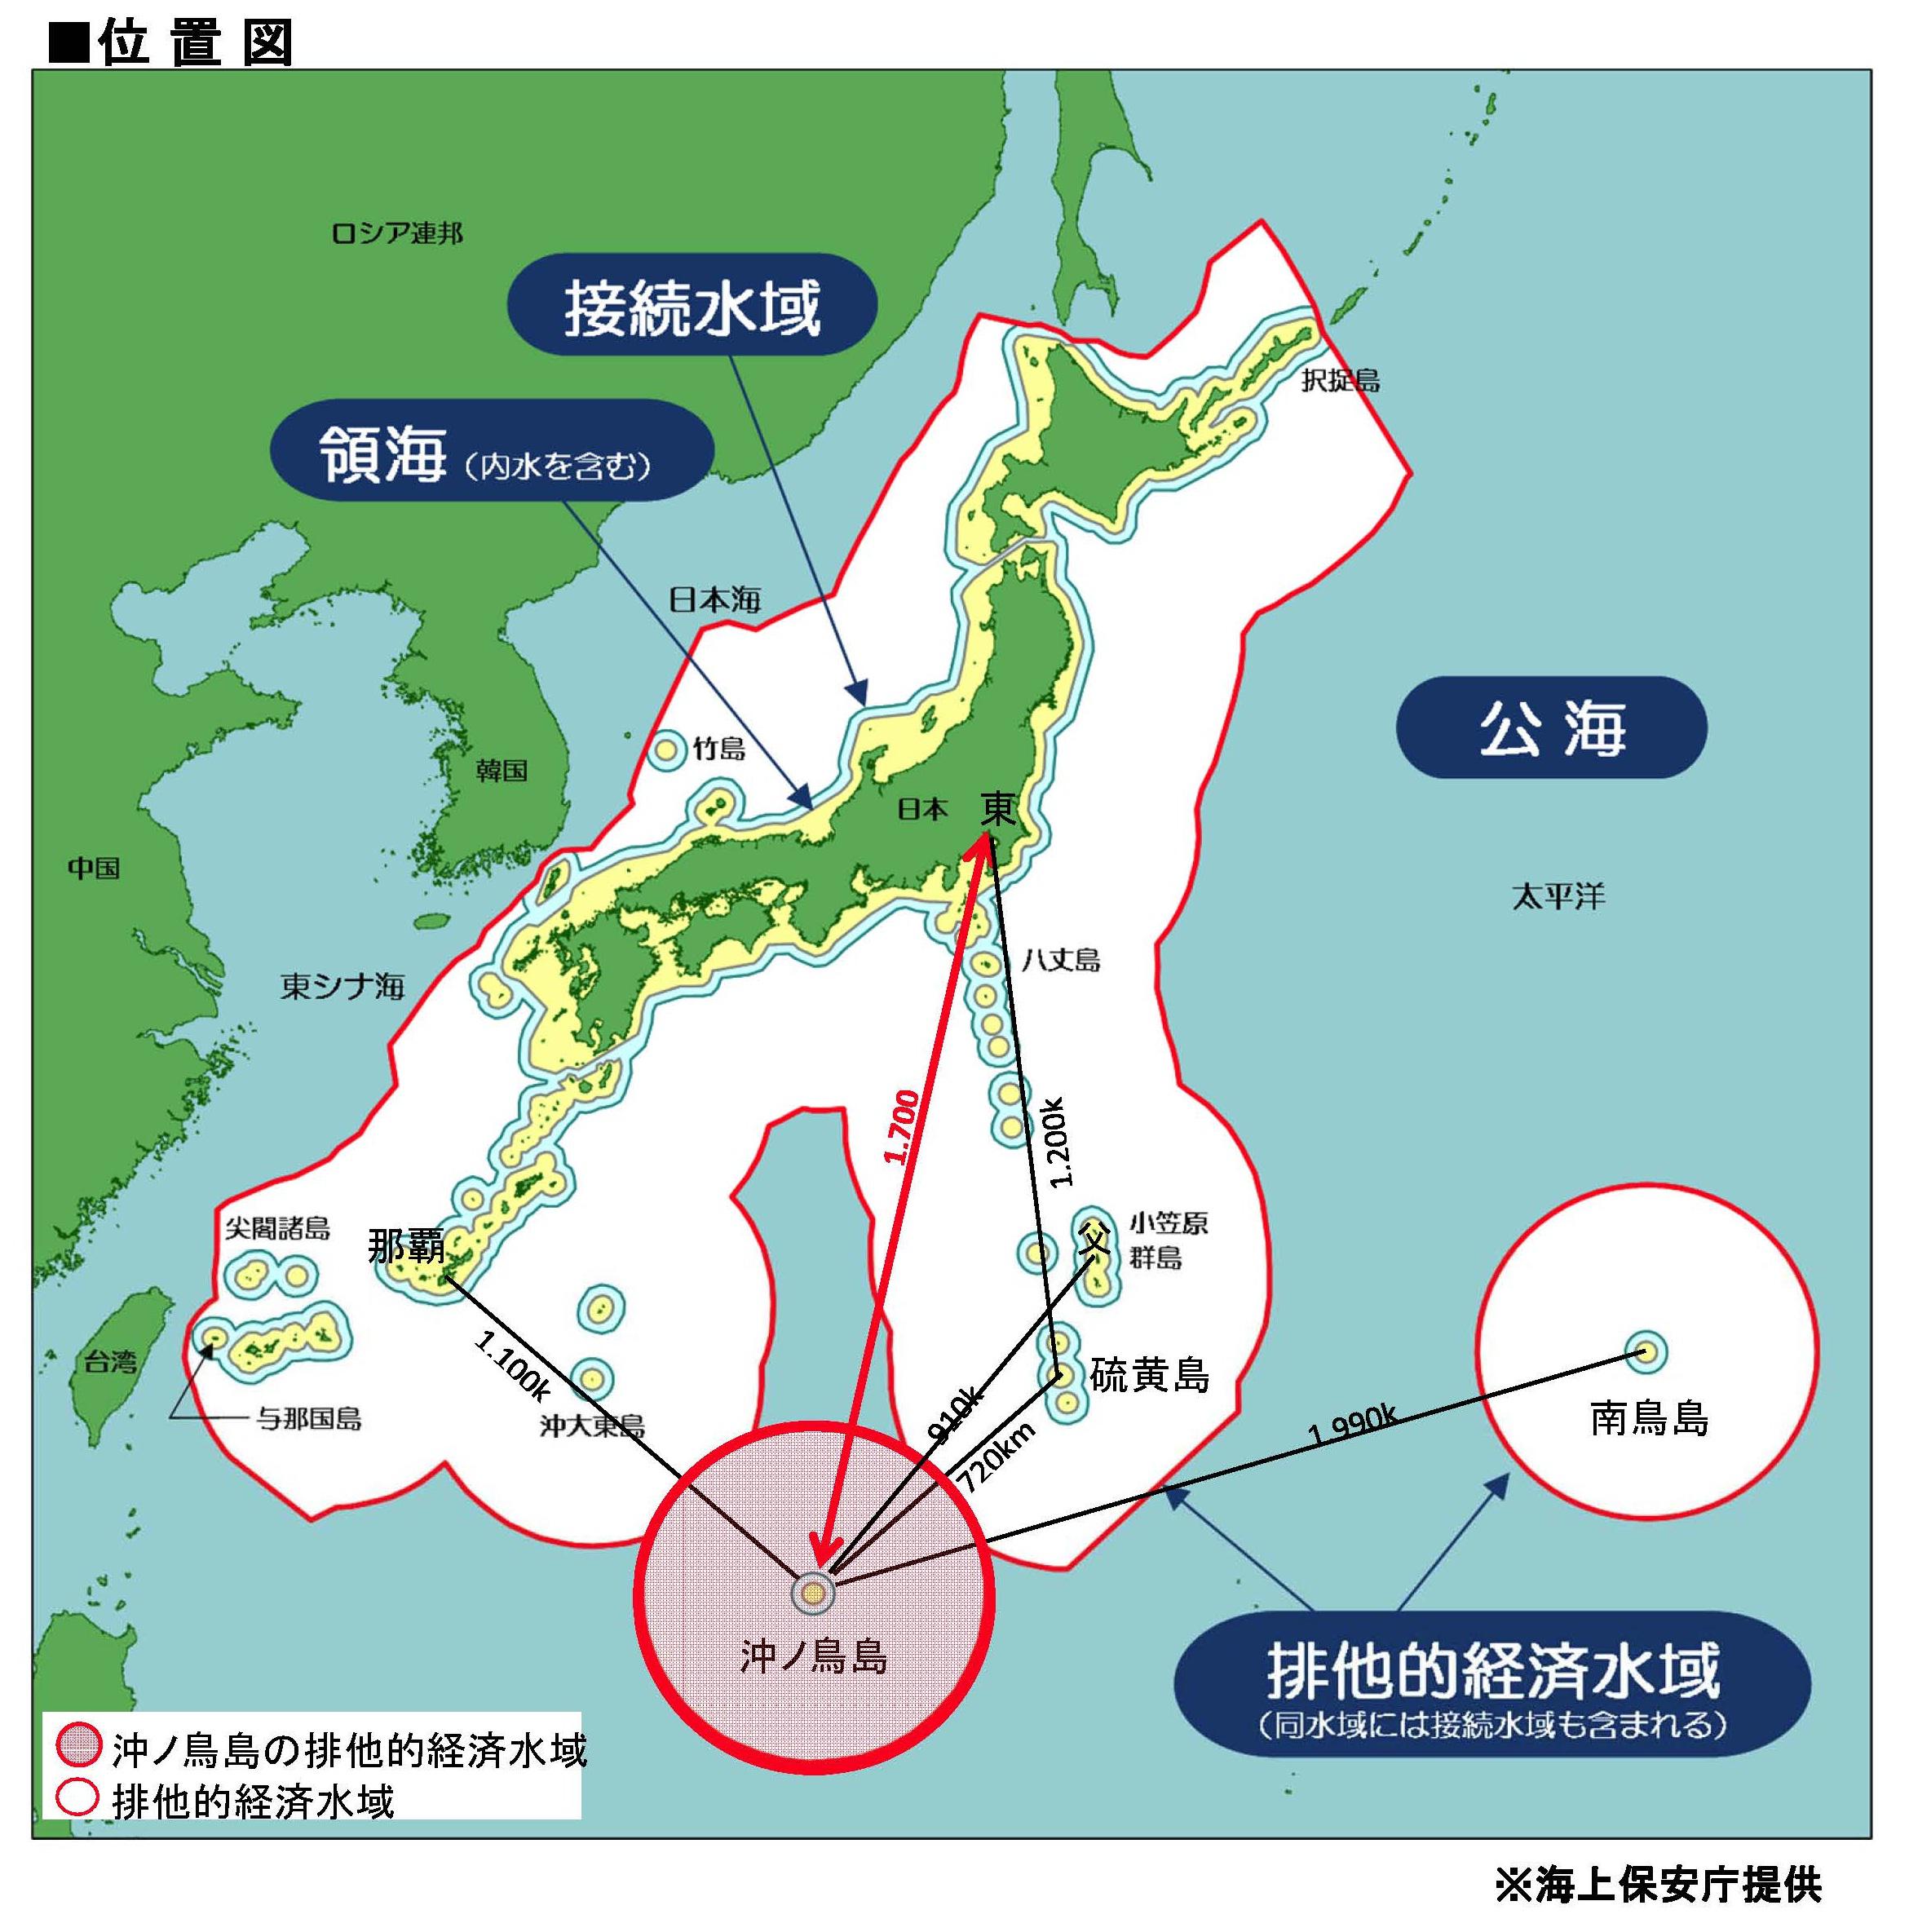 ■位置図
ロシア連邦
接続水域
択捉島
領海（内水を含む）
日本海
公海
竹島
韓国
日本
東
中国
太平洋
八丈島
東シナ海
1.700
1.200k
小笠原
群島
父
尖閣諸島
那覇
台湾
1.100k
硫黄島
与那国島
沖大東島
910k
720km
1.990k
南鳥島
沖ノ鳥島
排他的経済水域
（同水域には接続水域も含まれる）
沖ノ鳥島の排他的経済水域
排他的経済水域
※海上保安庁提供